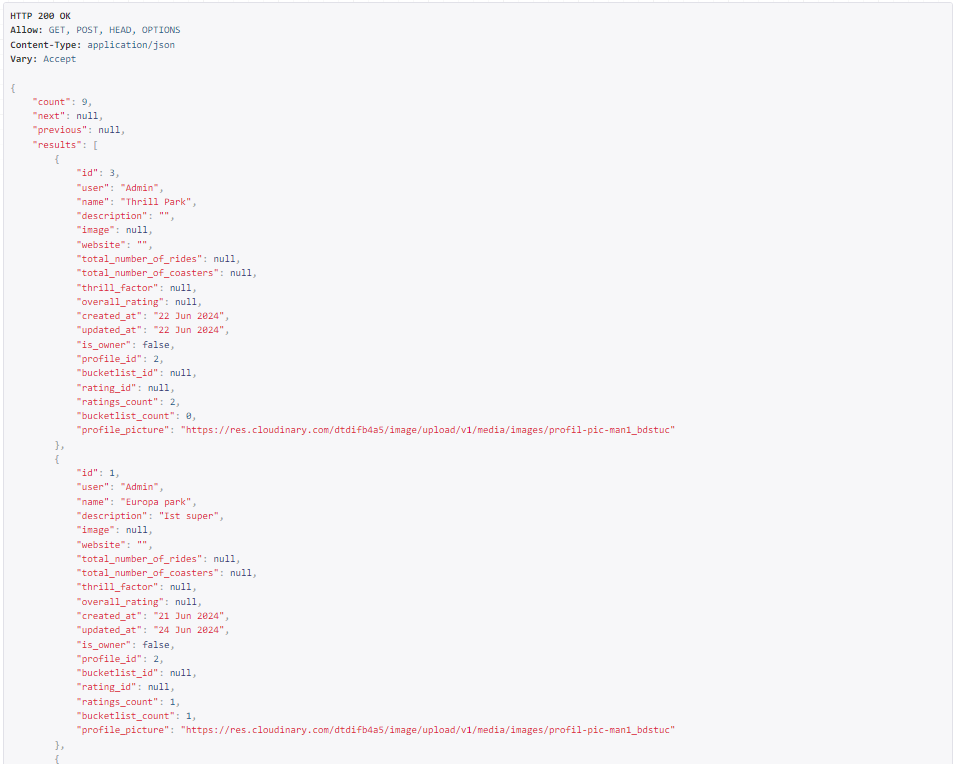 HTTP 200 OK
Allow: GET, POST, HEAD, OPTIONS
Content-Type: application/json
Vary: Accept
{
    "count": 9,
    "next": null,
    "previous": null,
    "results": [
        {
            "id": 3,
            "user": "Admin",
            "name": "Thrill Park",
            "description": "",
            "image": null,
            "website": "",
            "total_number_of_rides": null,
            "total_number_of_coasters": null,
            "thrill_factor": null,
            "overall_rating": null,
            "created_at": "22 Jun 2024",
            "updated_at": "22 Jun 2024",
            "is_owner": false,
            "profile_id": 2,
            "bucketlist_id": null,
            "rating_id": null,
            "ratings_count": 2,
            "bucketlist_count": 0,
            "profile_picture": "https://res.cloudinary.com/dtdifb4a5/image/upload/v1/media/images/profil-pic-man1_bdstuc"
        },
        {
            "id": 1,
            "user": "Admin",
            "name": "Europa park",
            "description": "Ist super",
            "image": null,
            "website": "",
            "total_number_of_rides": null,
            "total_number_of_coasters": null,
            "thrill_factor": null,
            "overall_rating": null,
            "created_at": "21 Jun 2024",
            "updated_at": "24 Jun 2024",
            "is_owner": false,
            "profile_id": 2,
            "bucketlist_id": null,
            "rating_id": null,
            "ratings_count": 1,
            "bucketlist_count": 1,
            "profile_picture": "https://res.cloudinary.com/dtdifb4a5/image/upload/v1/media/images/profil-pic-man1_bdstuc"
        },
        {